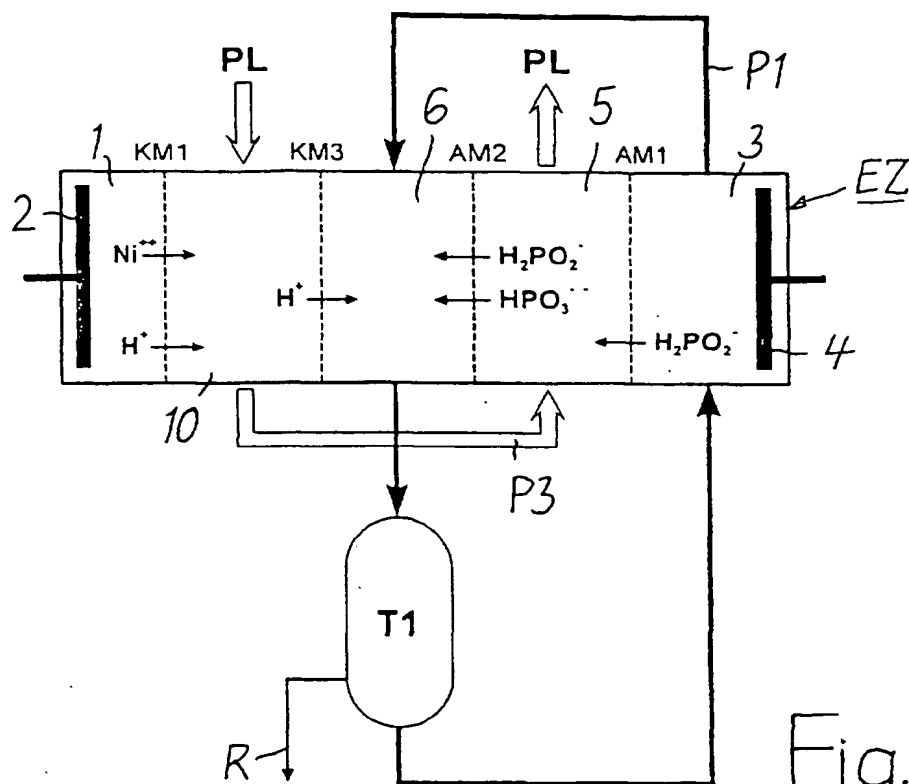 PL
PL
P1
6
5
1
KM1
KM3
AM2
AM1
3
EZ
2
Ni⁺⁺
H₂PO₂⁻
H⁺
HPO₃⁻⁻
H⁺
H₂PO₂⁻
4
10
P3
T1
R
Fig.